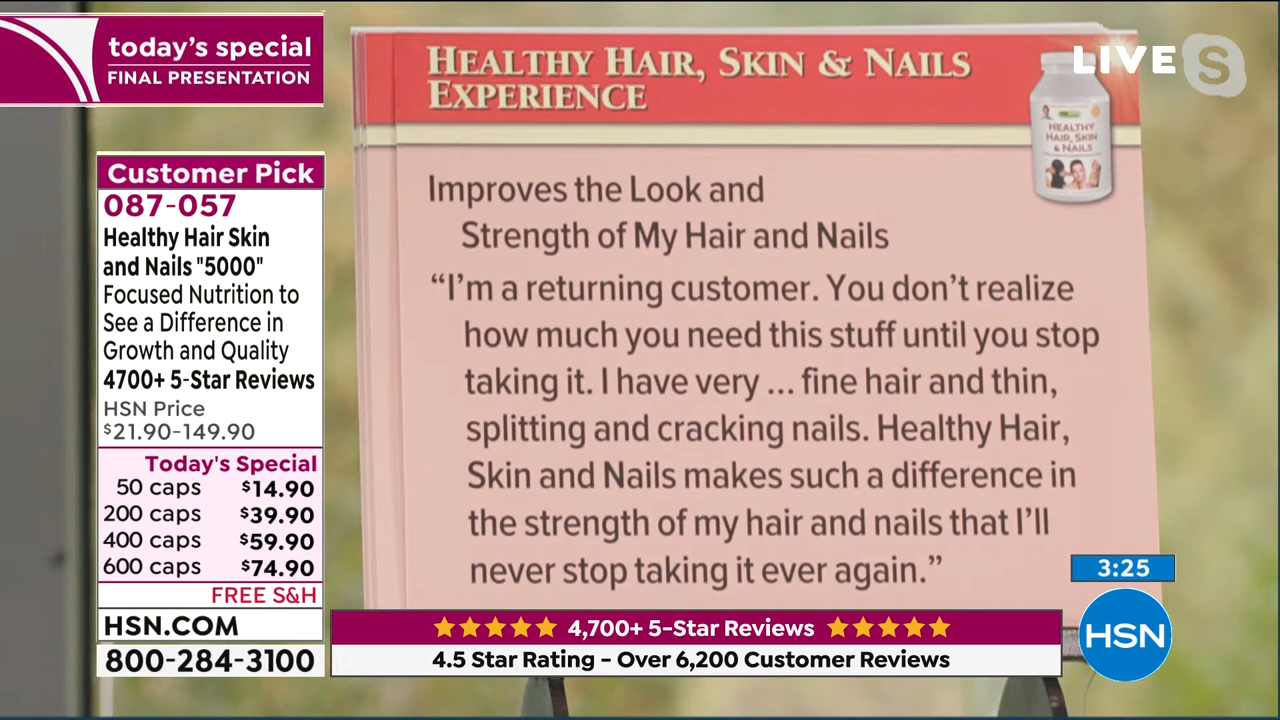 today's special
FINAL PRESENTATION
Customer Pick
087-057
Healthy Hair Skin
and Nails "5000"
Focused Nutrition to
See a Difference in
Growth and Quality
4700+ 5-Star Reviews
HSN Price
$21.90-149.90
Today's Special
50 caps $14.90
200 caps $39.90
400 caps $59.90
600 caps $74.90
FREE S&H
HSN.COM
800-284-3100
HEALTHY HAIR, SKIN & NAILS
EXPERIENCE
LIVE S
HEALTHY
HAIR, SKIN
& NAILS
Improves the Look and
Strength of My Hair and Nails
“I’m a returning customer. You don’t realize
how much you need this stuff until you stop
taking it. I have very ... fine hair and thin,
splitting and cracking nails. Healthy Hair,
Skin and Nails makes such a difference in
the strength of my hair and nails that I’ll
never stop taking it ever again.”
3:25
HSN
4,700+ 5-Star Reviews
4.5 Star Rating – Over 6,200 Customer Reviews